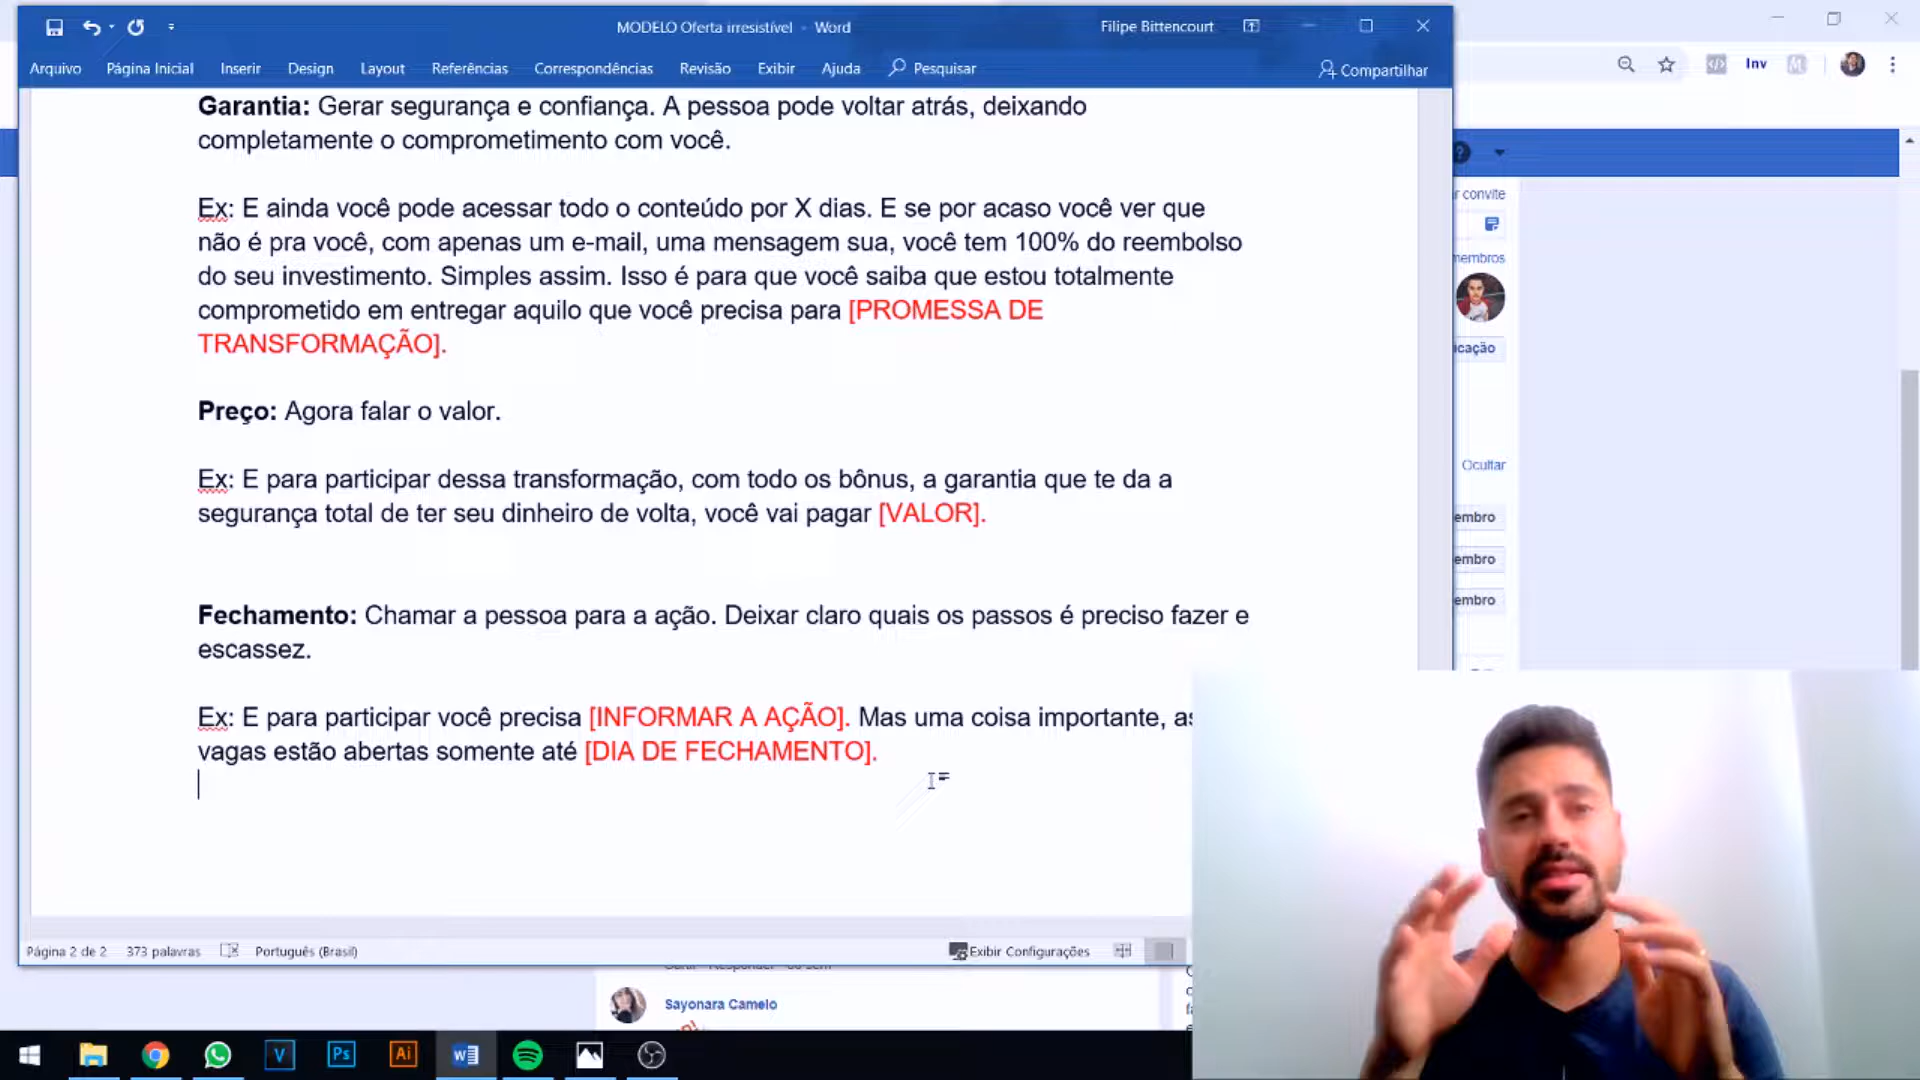 MODELO Oferta irresistível - Word
Filipe Bittencourt
Arquivo Página Inicial Inserir Design Layout Referências Correspondências Revisão Exibir Ajuda Pesquisar
Compartilhar
Inv
Garantia: Gerar segurança e confiança. A pessoa pode voltar atrás, deixando
completamente o comprometimento com você.
Ex: E ainda você pode acessar todo o conteúdo por X dias. E se por acaso você ver que
não é pra você, com apenas um e-mail, uma mensagem sua, você tem 100% do reembolso
do seu investimento. Simples assim. Isso é para que você saiba que estou totalmente
comprometido em entregar aquilo que você precisa para [PROMESSA DE
TRANSFORMAÇÃO].
Preço: Agora falar o valor.
Ex: E para participar dessa transformação, com todo os bônus, a garantia que te da a
segurança total de ter seu dinheiro de volta, você vai pagar [VALOR].
Fechamento: Chamar a pessoa para a ação. Deixar claro quais os passos é preciso fazer e
escassez.
Ex: E para participar você precisa [INFORMAR A AÇÃO]. Mas uma coisa importante, as
vagas estão abertas somente até [DIA DE FECHAMENTO].
r convite
membros
icação
Ocultar
embro
embro
embro
Página 2 de 2 373 palavras Português (Brasil)
Exibir Configurações
Sayonara Camelo
V Ps Ai